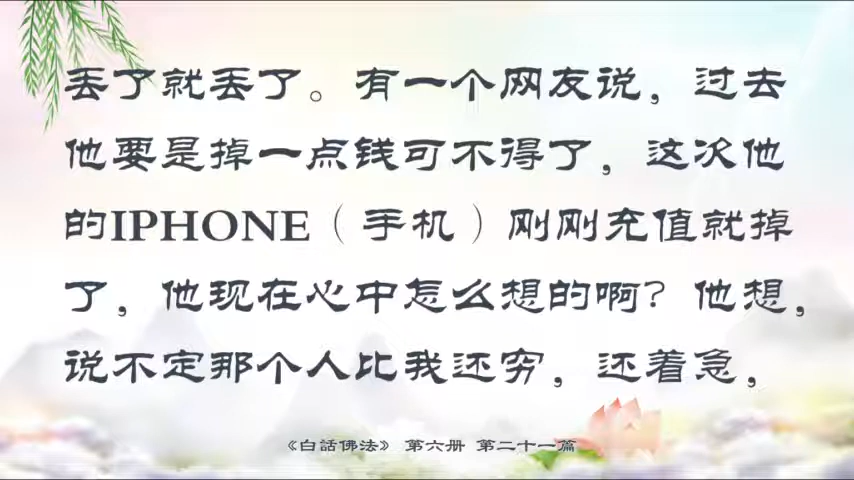 丢了就丢了。有一个网友说，过去
他要是掉一点钱可不得了，这次他
的IPHONE（手机）刚刚充值就掉
了，他现在心中怎么想的啊？他想，
说不定那个人比我还穷，还着急，
《白話佛法》 第六册 第二十一篇